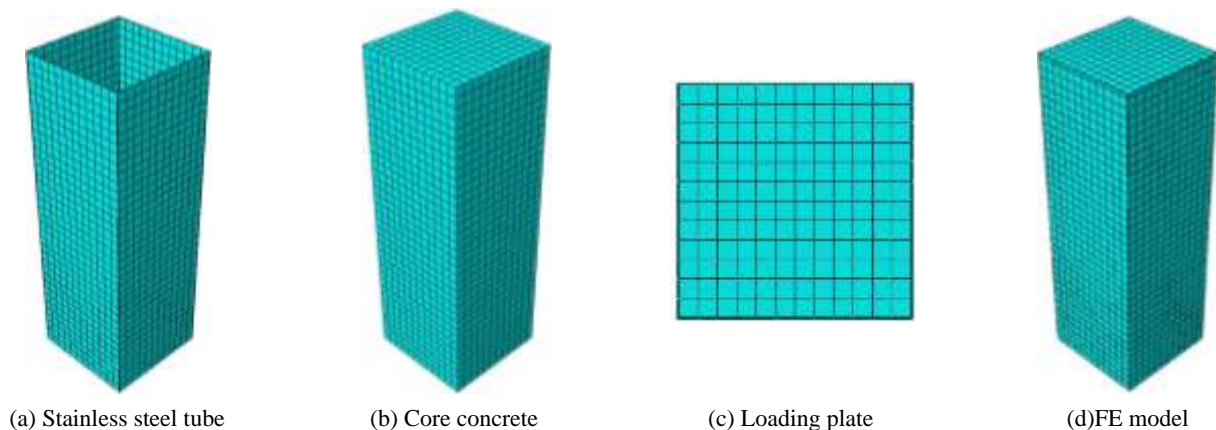 (a) Stainless steel tube
(b) Core concrete
(c) Loading plate
(d)FE model